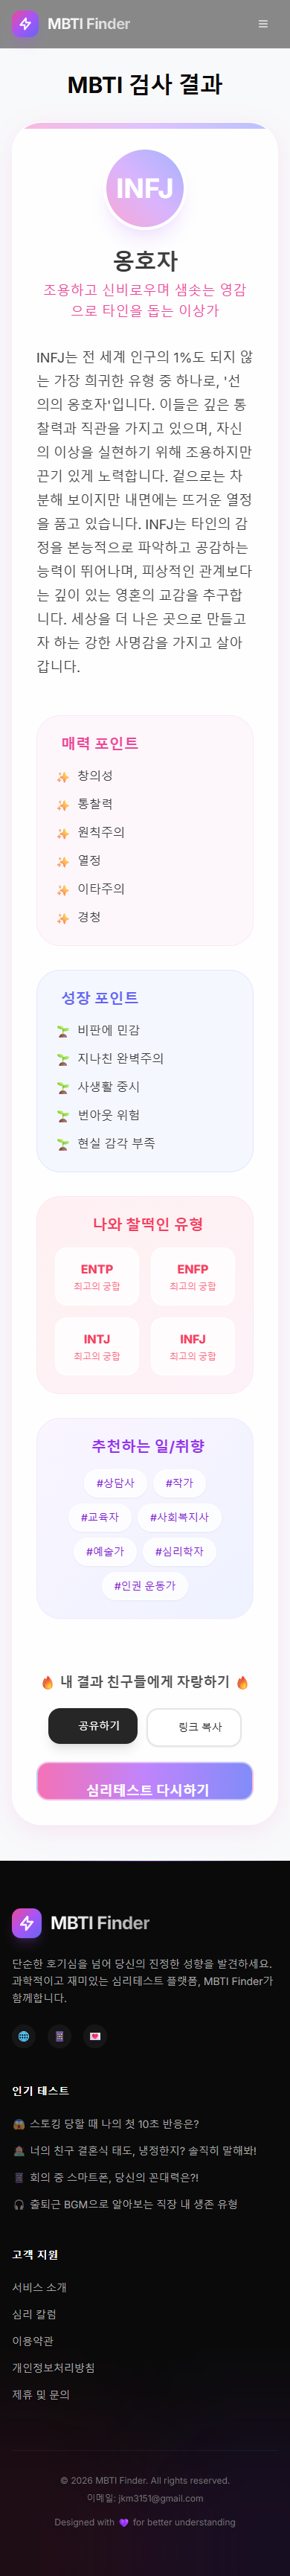 MBTI Finder
MBTI 검사 결과
INFJ
옹호자
조용하고 신비로우며 샘솟는 영감
으로 타인을 돕는 이상가
INFJ는 전 세계 인구의 1%도 되지 않
는 가장 희귀한 유형 중 하나로, '선
의의 옹호자'입니다. 이들은 깊은 통
찰력과 직관을 가지고 있으며, 자신
의 이상을 실현하기 위해 조용하지만
끈기 있게 노력합니다. 겉으로는 차
분해 보이지만 내면에는 뜨거운 열정
을 품고 있습니다. INFJ는 타인의 감
정을 본능적으로 파악하고 공감하는
능력이 뛰어나며, 피상적인 관계보다
는 깊이 있는 영혼의 교감을 추구합
니다. 세상을 더 나은 곳으로 만들고
자 하는 강한 사명감을 가지고 살아
갑니다.
매력 포인트
창의성
통찰력
원칙주의
열정
이타주의
경청
성장 포인트
비판에 민감
지나친 완벽주의
사생활 중시
번아웃 위험
현실 감각 부족
나와 찰떡인 유형
ENTP
최고의 궁합
ENFP
최고의 궁합
INTJ
최고의 궁합
INFJ
최고의 궁합
추천하는 일/취향
#상담사 #작가
#교육자 #사회복지사
#예술가 #심리학자
#인권 운동가
🔥 내 결과 친구들에게 자랑하기 🔥
공유하기 링크 복사
심리테스트 다시하기
MBTI Finder
단순한 호기심을 넘어 당신의 진정한 성향을 발견하세요.
과학적이고 재미있는 심리테스트 플랫폼, MBTI Finder가
함께합니다.
인기 테스트
스토킹 당할 때 나의 첫 10초 반응은?
너의 친구 결혼식 태도, 냉정한지? 솔직히 말해봐!
회의 중 스마트폰, 당신의 꼰대력은?!
출퇴근 BGM으로 알아보는 직장 내 생존 유형
고객 지원
서비스 소개
심리 칼럼
이용약관
개인정보처리방침
제휴 및 문의
© 2026 MBTI Finder. All rights reserved.
이메일: jkm3151@gmail.com
Designed with 💜 for better understanding